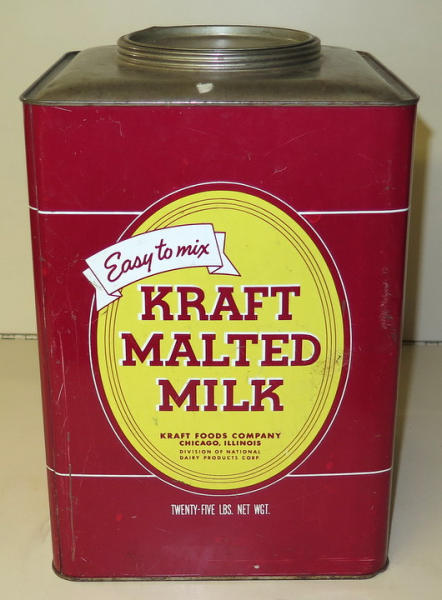 Easy to mix
KRAFT
MALTED
MILK
KRAFT FOODS COMPANY
CHICAGO, ILLINOIS
DIVISION OF NATIONAL
DAIRY PRODUCTS CORP.
TWENTY-FIVE LBS. NET WGT.